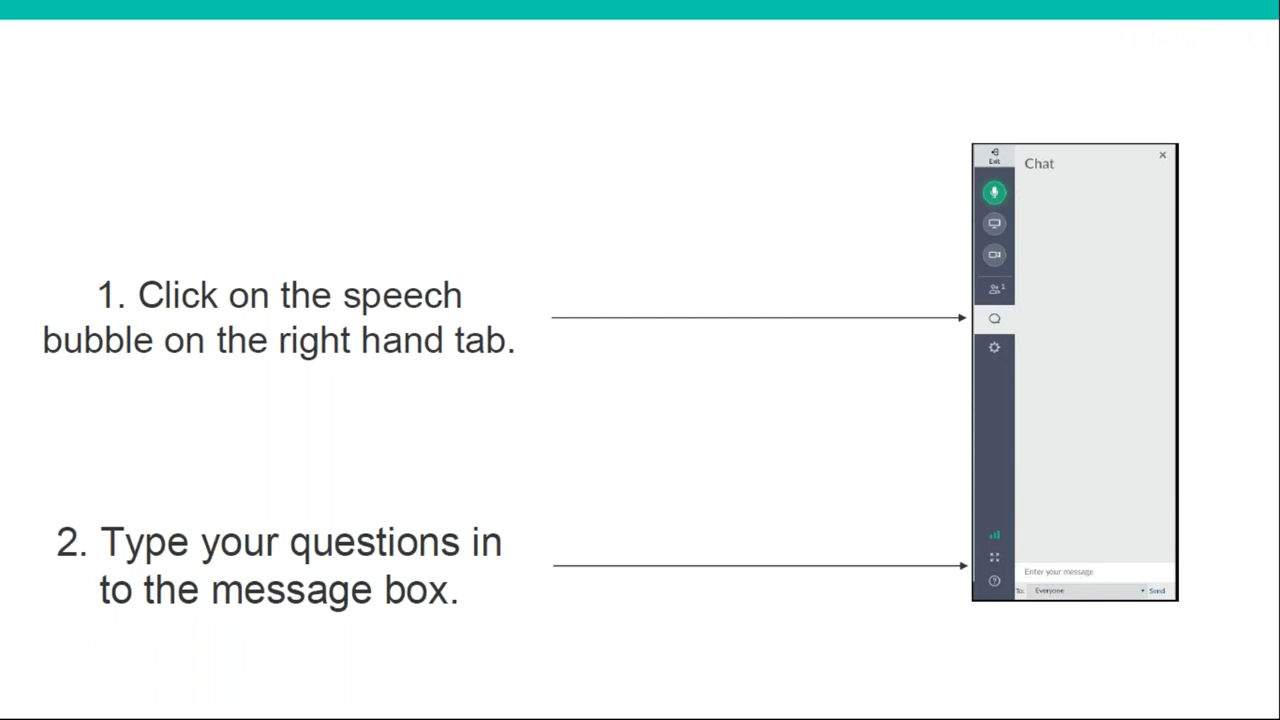 Exit
Chat
1
1. Click on the speech
bubble on the right hand tab.
2. Type your questions in
to the message box.
Enter your message
To: Everyone Send